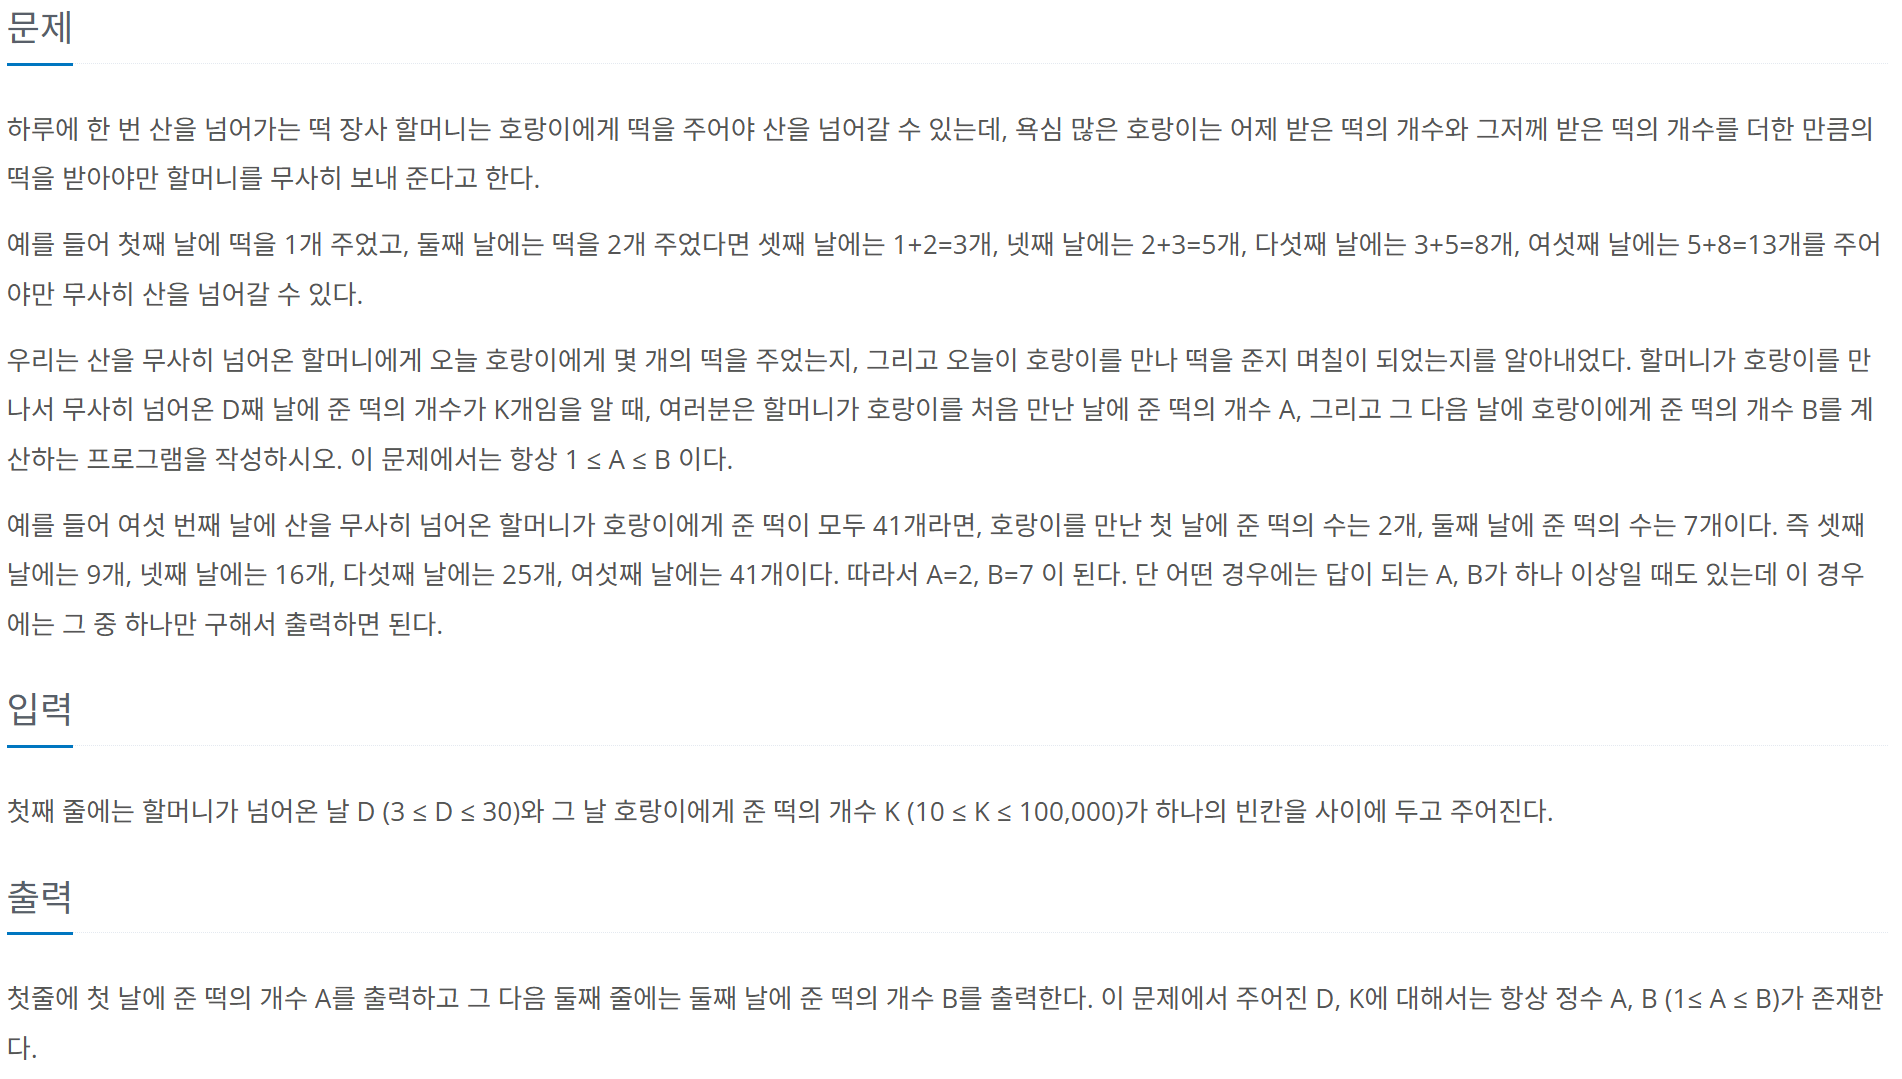 문제
하루에 한 번 산을 넘어가는 떡 장사 할머니는 호랑이에게 떡을 주어야 산을 넘어갈 수 있는데, 욕심 많은 호랑이는 어제 받은 떡의 개수와 그저께 받은 떡의 개수를 더한 만큼의
떡을 받아야만 할머니를 무사히 보내 준다고 한다.
예를 들어 첫째 날에 떡을 1개 주었고, 둘째 날에는 떡을 2개 주었다면 셋째 날에는 1+2=3개, 넷째 날에는 2+3=5개, 다섯째 날에는 3+5=8개, 여섯째 날에는 5+8=13개를 주어
야만 무사히 산을 넘어갈 수 있다.
우리는 산을 무사히 넘어온 할머니에게 오늘 호랑이에게 몇 개의 떡을 주었는지, 그리고 오늘이 호랑이를 만나 떡을 준지 며칠이 되었는지를 알아내었다. 할머니가 호랑이를 만
나서 무사히 넘어온 D째 날에 준 떡의 개수가 K개임을 알 때, 여러분은 할머니가 호랑이를 처음 만난 날에 준 떡의 개수 A, 그리고 그 다음 날에 호랑이에게 준 떡의 개수 B를 계
산하는 프로그램을 작성하시오. 이 문제에서는 항상 1 ≤ A ≤ B 이다.
예를 들어 여섯 번째 날에 산을 무사히 넘어온 할머니가 호랑이에게 준 떡이 모두 41개라면, 호랑이를 만난 첫 날에 준 떡의 수는 2개, 둘째 날에 준 떡의 수는 7개이다. 즉 셋째
날에는 9개, 넷째 날에는 16개, 다섯째 날에는 25개, 여섯째 날에는 41개이다. 따라서 A=2, B=7 이 된다. 단 어떤 경우에는 답이 되는 A, B가 하나 이상일 때도 있는데 이 경우
에는 그 중 하나만 구해서 출력하면 된다.
입력
첫째 줄에는 할머니가 넘어온 날 D (3 ≤ D ≤ 30)와 그 날 호랑이에게 준 떡의 개수 K (10 ≤ K ≤ 100,000)가 하나의 빈칸을 사이에 두고 주어진다.
출력
첫줄에 첫 날에 준 떡의 개수 A를 출력하고 그 다음 둘째 줄에는 둘째 날에 준 떡의 개수 B를 출력한다. 이 문제에서 주어진 D, K에 대해서는 항상 정수 A, B (1≤ A ≤ B)가 존재한
다.